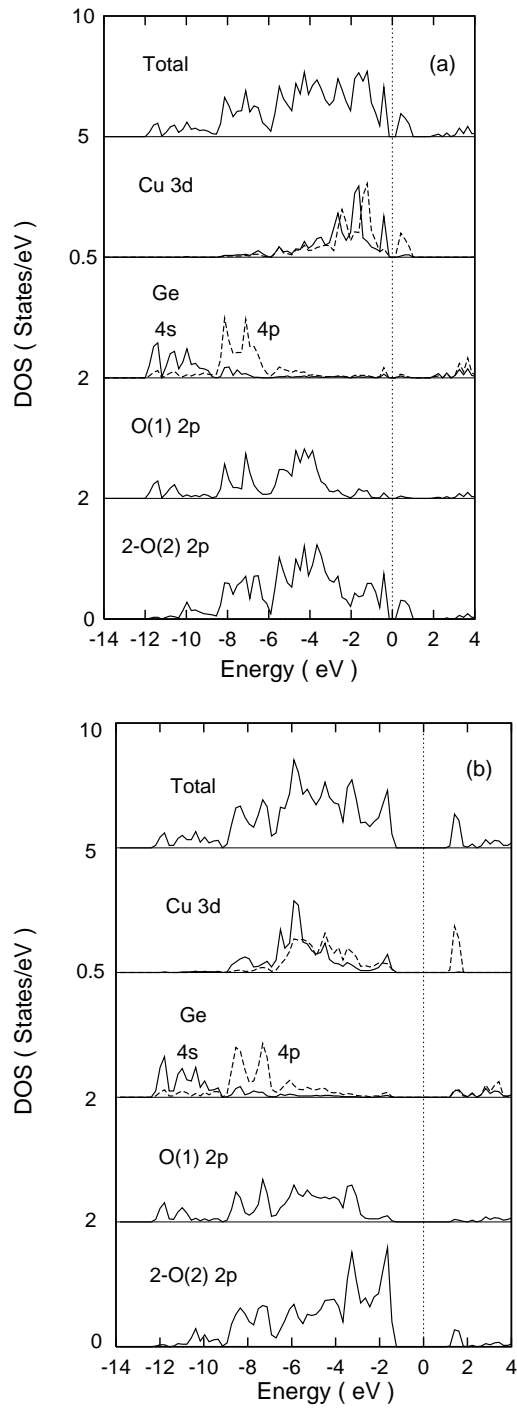 10
Total
(a)
5
Cu 3d
0.5
Ge
4s
4p
2
O(1) 2p
2
2-O(2) 2p
0
-14 -12 -10 -8 -6 -4 -2 0 2 4
Energy ( eV )
DOS ( States/eV )
10
Total
(b)
5
Cu 3d
0.5
Ge
4s
4p
2
O(1) 2p
2
2-O(2) 2p
0
-14 -12 -10 -8 -6 -4 -2 0 2 4
Energy ( eV )
DOS ( States/eV )